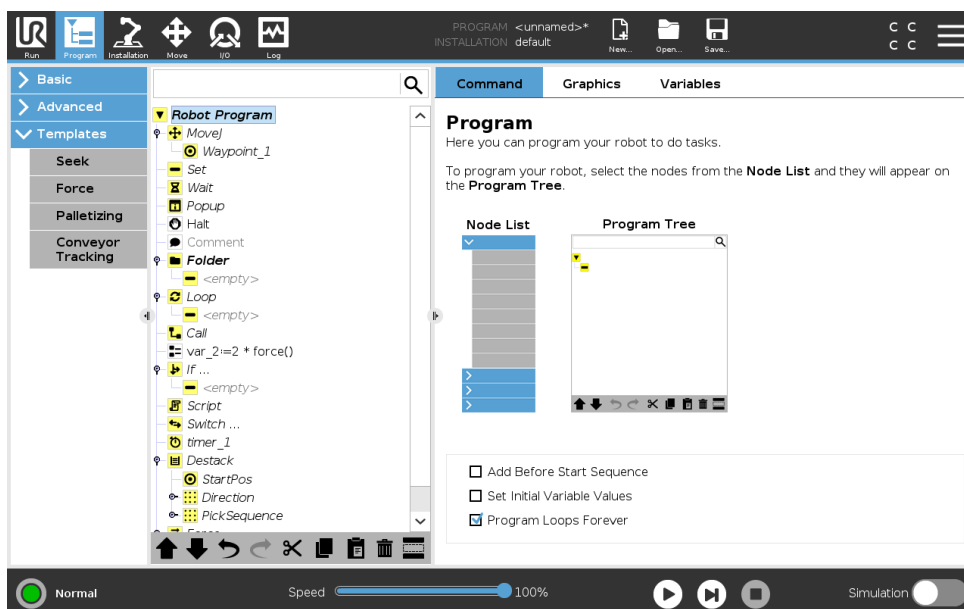 UR
Run
Program
Installation
Move
I/O
Log
PROGRAM <unnamed>*
INSTALLATION default
New...
Open...
Save...
C C
C C
Basic
Advanced
Templates
Seek
Force
Palletizing
Conveyor
Tracking
Robot Program
MoveJ
Waypoint_1
Set
Wait
Popup
Halt
Comment
Folder
<empty>
Loop
<empty>
Call
var_2:=2 * force()
If ...
<empty>
Script
Switch ...
timer_1
Destack
StartPos
Direction
PickSequence
Command
Graphics
Variables
Program
Here you can program your robot to do tasks.
To program your robot, select the nodes from the Node List and they will appear on
the Program Tree.
Node List
Program Tree
Add Before Start Sequence
Set Initial Variable Values
Program Loops Forever
Normal
Speed
100%
Simulation